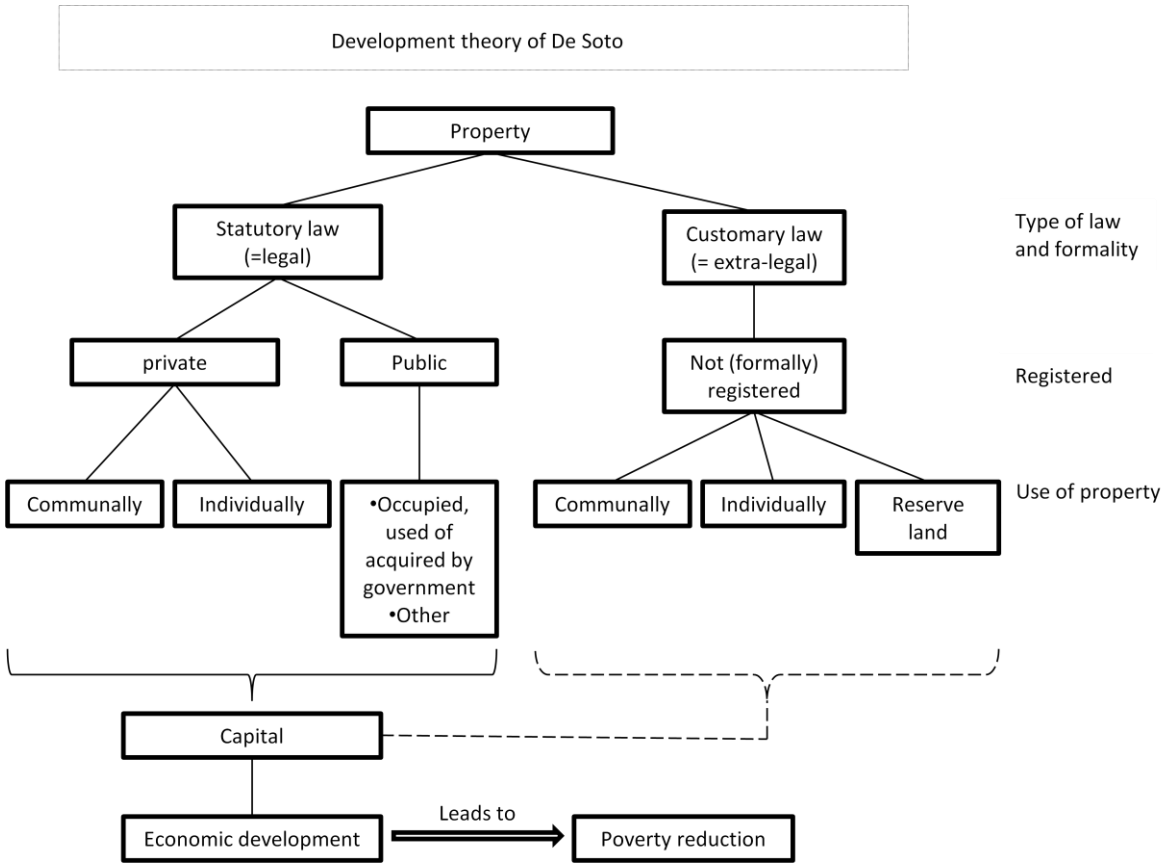 Development theory of De Soto
Property
Statutory law
(=legal)
Customary law
(= extra-legal)
Type of law
and formality
private
Public
Not (formally)
registered
Registered
Communally
Individually
•Occupied,
used of
acquired by
government
•Other
Communally
Individually
Reserve
land
Use of property
Capital
Economic development
Leads to
Poverty reduction